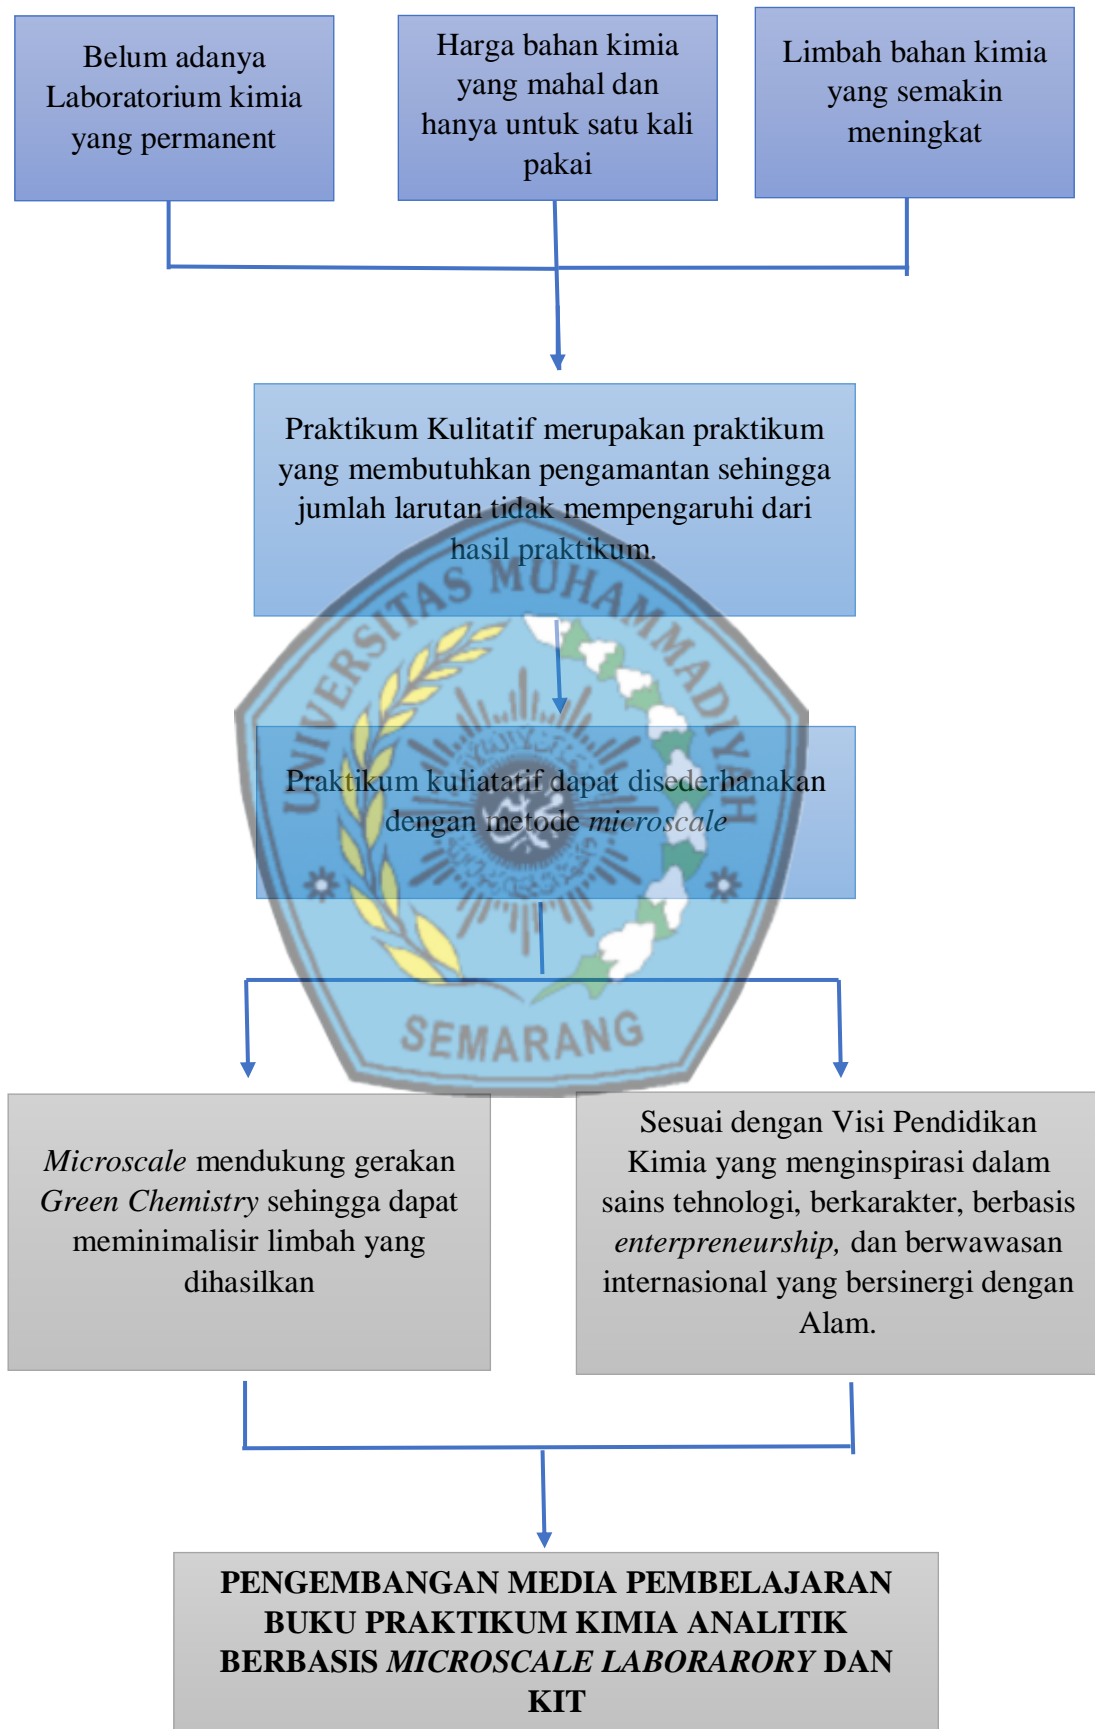 Belum adanya
Laboratorium kimia
yang permanent
Harga bahan kimia
yang mahal dan
hanya untuk satu kali
pakai
Limbah bahan kimia
yang semakin
meningkat
Praktikum Kulitatif merupakan praktikum
yang membutuhkan pengamantan sehingga
jumlah larutan tidak mempengaruhi dari
hasil praktikum.
UNIVERSITAS MUHAMMADIYAH
Praktikum kuliatatif dapat disederhanakan
dengan metode microscale
SEMARANG
Microscale mendukung gerakan
Green Chemistry sehingga dapat
meminimalisir limbah yang
dihasilkan
Sesuai dengan Visi Pendidikan
Kimia yang menginspirasi dalam
sains tehnologi, berkarakter, berbasis
enterpreneurship, dan berwawasan
internasional yang bersinergi dengan
Alam.
PENGEMBANGAN MEDIA PEMBELAJARAN
BUKU PRAKTIKUM KIMIA ANALITIK
BERBASIS MICROSCALE LABORARORY DAN
KIT